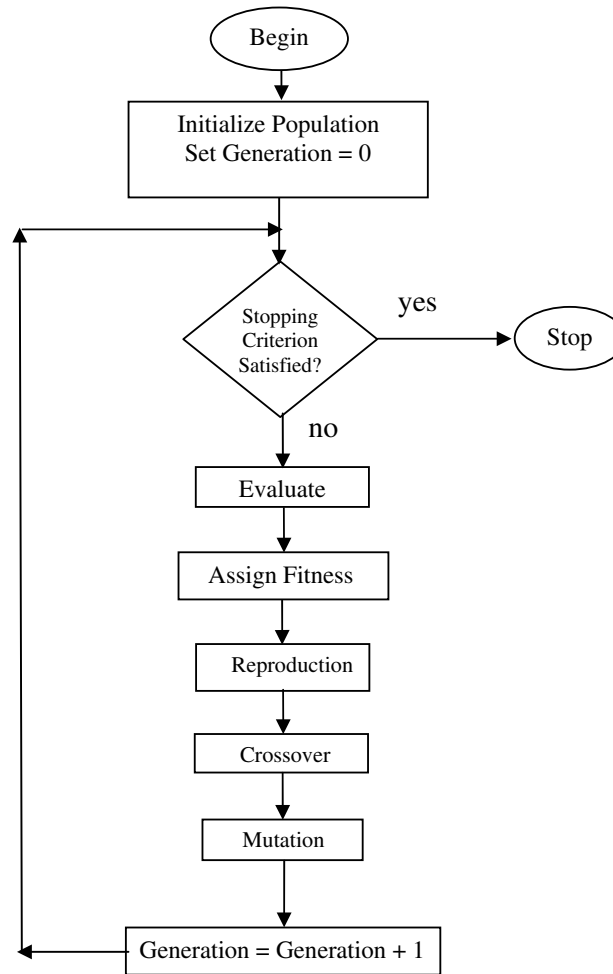 Begin
Initialize Population
Set Generation = 0
Stopping
Criterion
Satisfied?
yes
Stop
no
Evaluate
Assign Fitness
Reproduction
Crossover
Mutation
Generation = Generation + 1